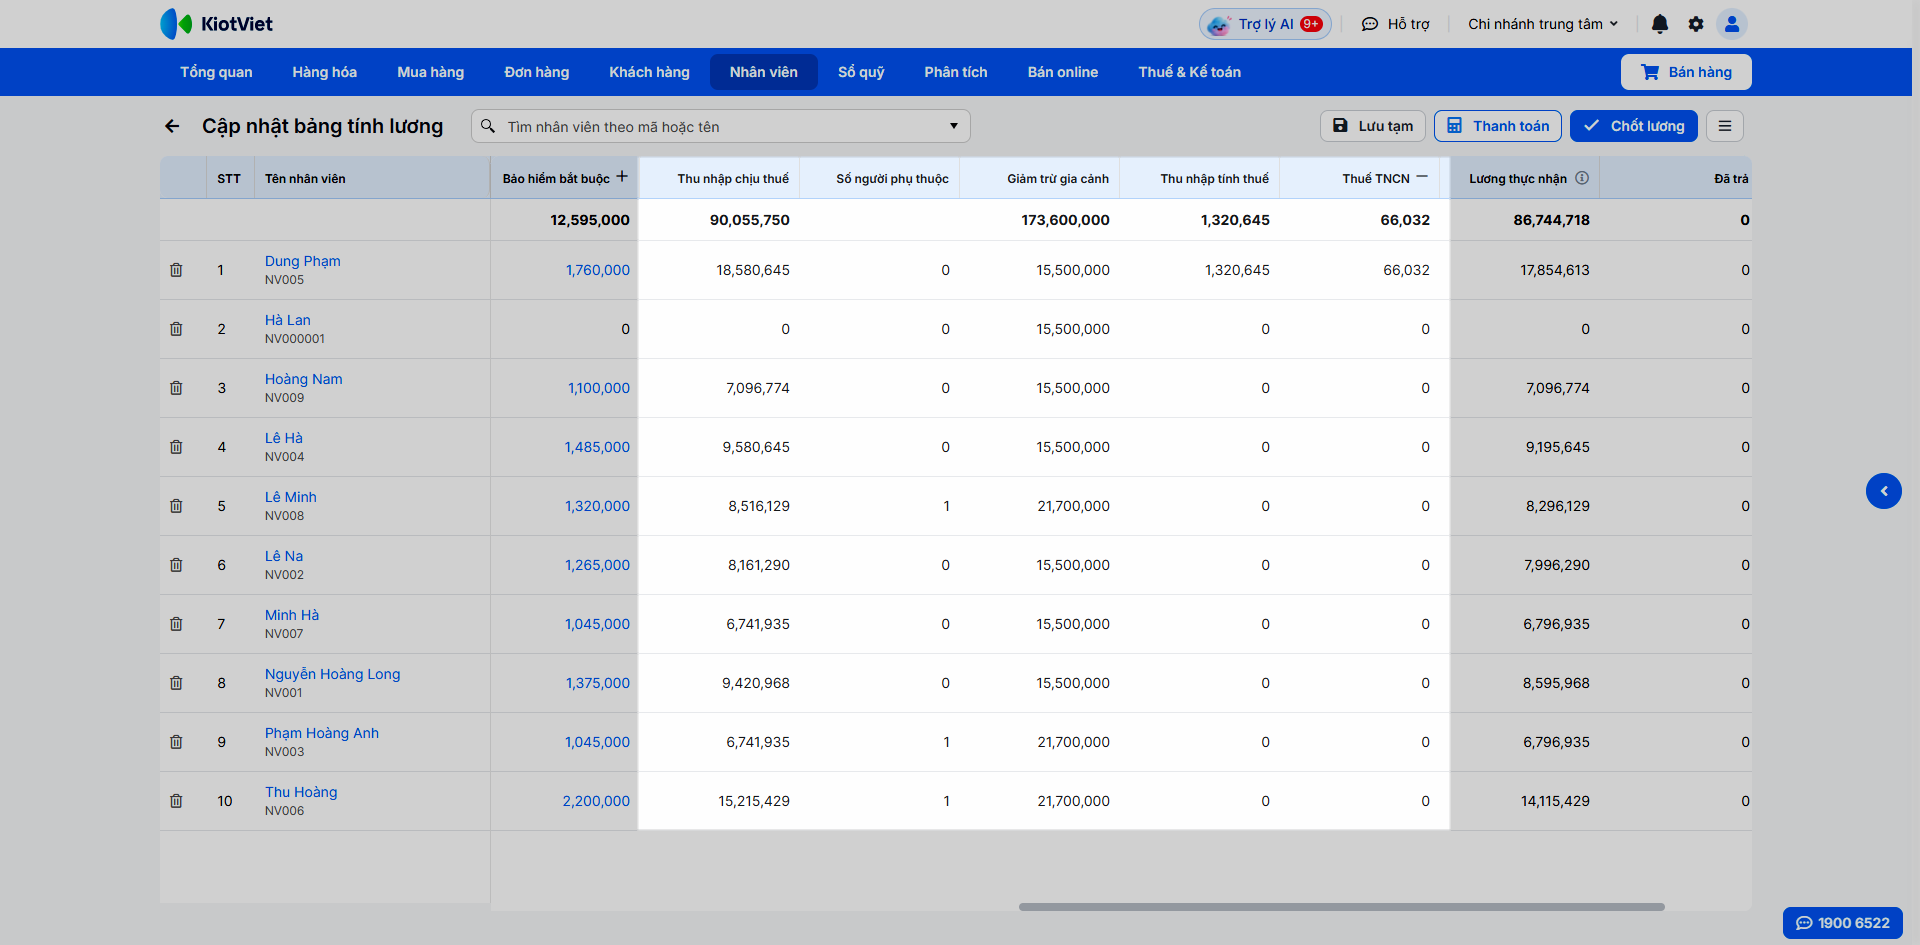 KiotViet
Trợ lý AI 9+ Hỗ trợ Chi nhánh trung tâm
Tổng quan Hàng hóa Mua hàng Đơn hàng Khách hàng Nhân viên Sổ quỹ Phân tích Bán online Thuế & Kế toán Bán hàng
Cập nhật bảng tính lương Tìm nhân viên theo mã hoặc tên Lưu tạm Thanh toán Chốt lương
STT Tên nhân viên Bảo hiểm bắt buộc Thu nhập chịu thuế Số người phụ thuộc Giảm trừ gia cảnh Thu nhập tính thuế Thuế TNCN Lương thực nhận Đã trả
12,595,000 90,055,750 173,600,000 1,320,645 66,032 86,744,718 0
1 Dung Phạm 1,760,000 18,580,645 0 15,500,000 1,320,645 66,032 17,854,613 0
NV005
2 Hà Lan 0 0 0 15,500,000 0 0 0 0
NV000001
3 Hoàng Nam 1,100,000 7,096,774 0 15,500,000 0 0 7,096,774 0
NV009
4 Lê Hà 1,485,000 9,580,645 0 15,500,000 0 0 9,195,645 0
NV004
5 Lê Minh 1,320,000 8,516,129 1 21,700,000 0 0 8,296,129 0
NV008
6 Lê Na 1,265,000 8,161,290 0 15,500,000 0 0 7,996,290 0
NV002
7 Minh Hà 1,045,000 6,741,935 0 15,500,000 0 0 6,796,935 0
NV007
8 Nguyễn Hoàng Long 1,375,000 9,420,968 0 15,500,000 0 0 8,595,968 0
NV001
9 Phạm Hoàng Anh 1,045,000 6,741,935 1 21,700,000 0 0 6,796,935 0
NV003
10 Thu Hoàng 2,200,000 15,215,429 1 21,700,000 0 0 14,115,429 0
NV006
1900 6522